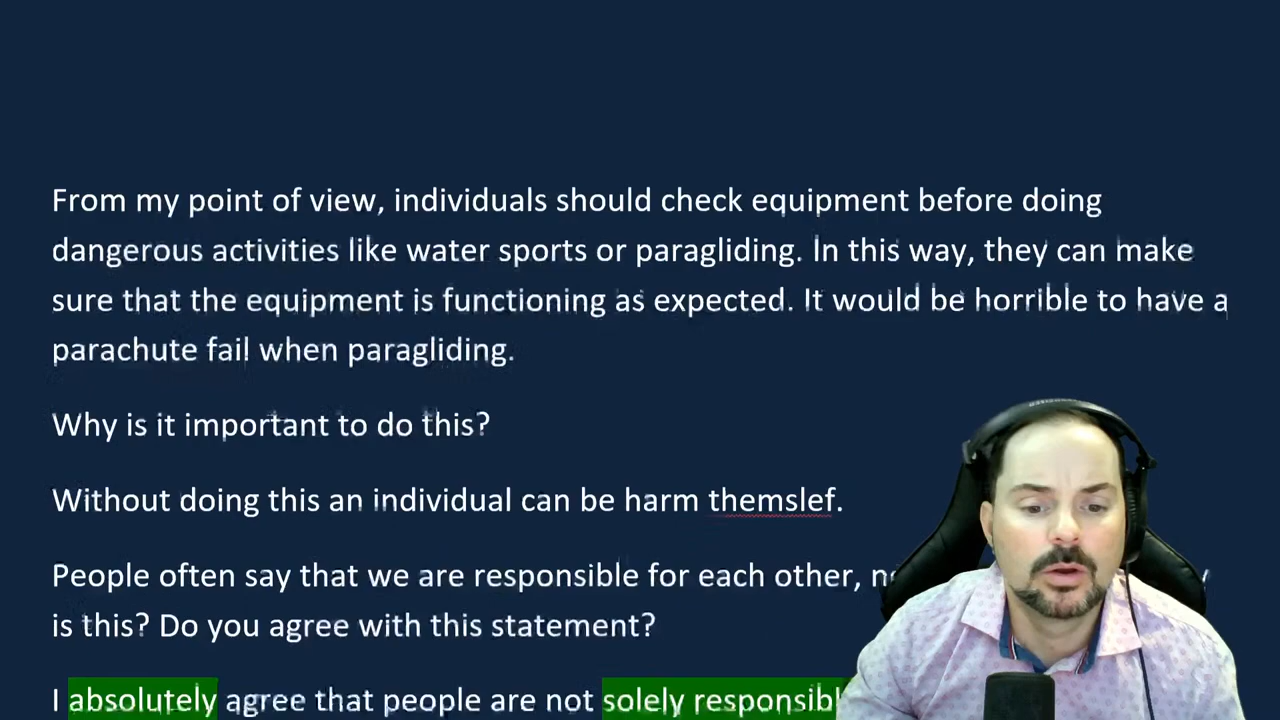 From my point of view, individuals should check equipment before doing
dangerous activities like water sports or paragliding. In this way, they can make
sure that the equipment is functioning as expected. It would be horrible to have a
parachute fail when paragliding.
Why is it important to do this?
Without doing this an individual can be harm themslef.
People often say that we are responsible for each other,
is this? Do you agree with this statement?
I absolutely agree that people are not solely